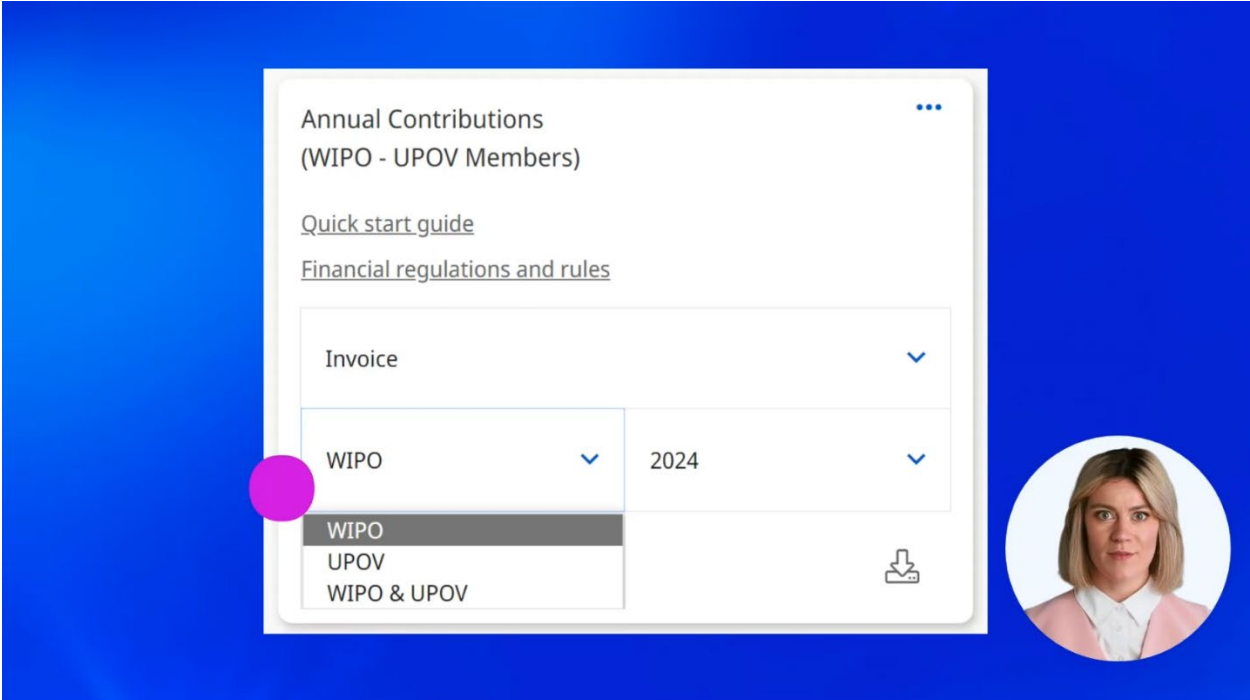 Annual Contributions
(WIPO - UPOV Members)
Quick start guide
Financial regulations and rules
Invoice
WIPO
2024
WIPO
UPOV
WIPO & UPOV